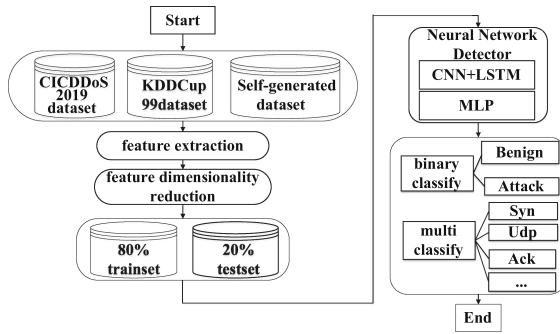 Start
CICDDoS
2019
dataset
KDDCup
99dataset
Self-generated
dataset
feature extraction
feature dimensionality
reduction
80%
trainset
20%
testset
Neural Network
Detector
CNN+LSTM
MLP
binary
classify
Benign
Attack
multi
classify
Syn
Udp
Ack
...
End